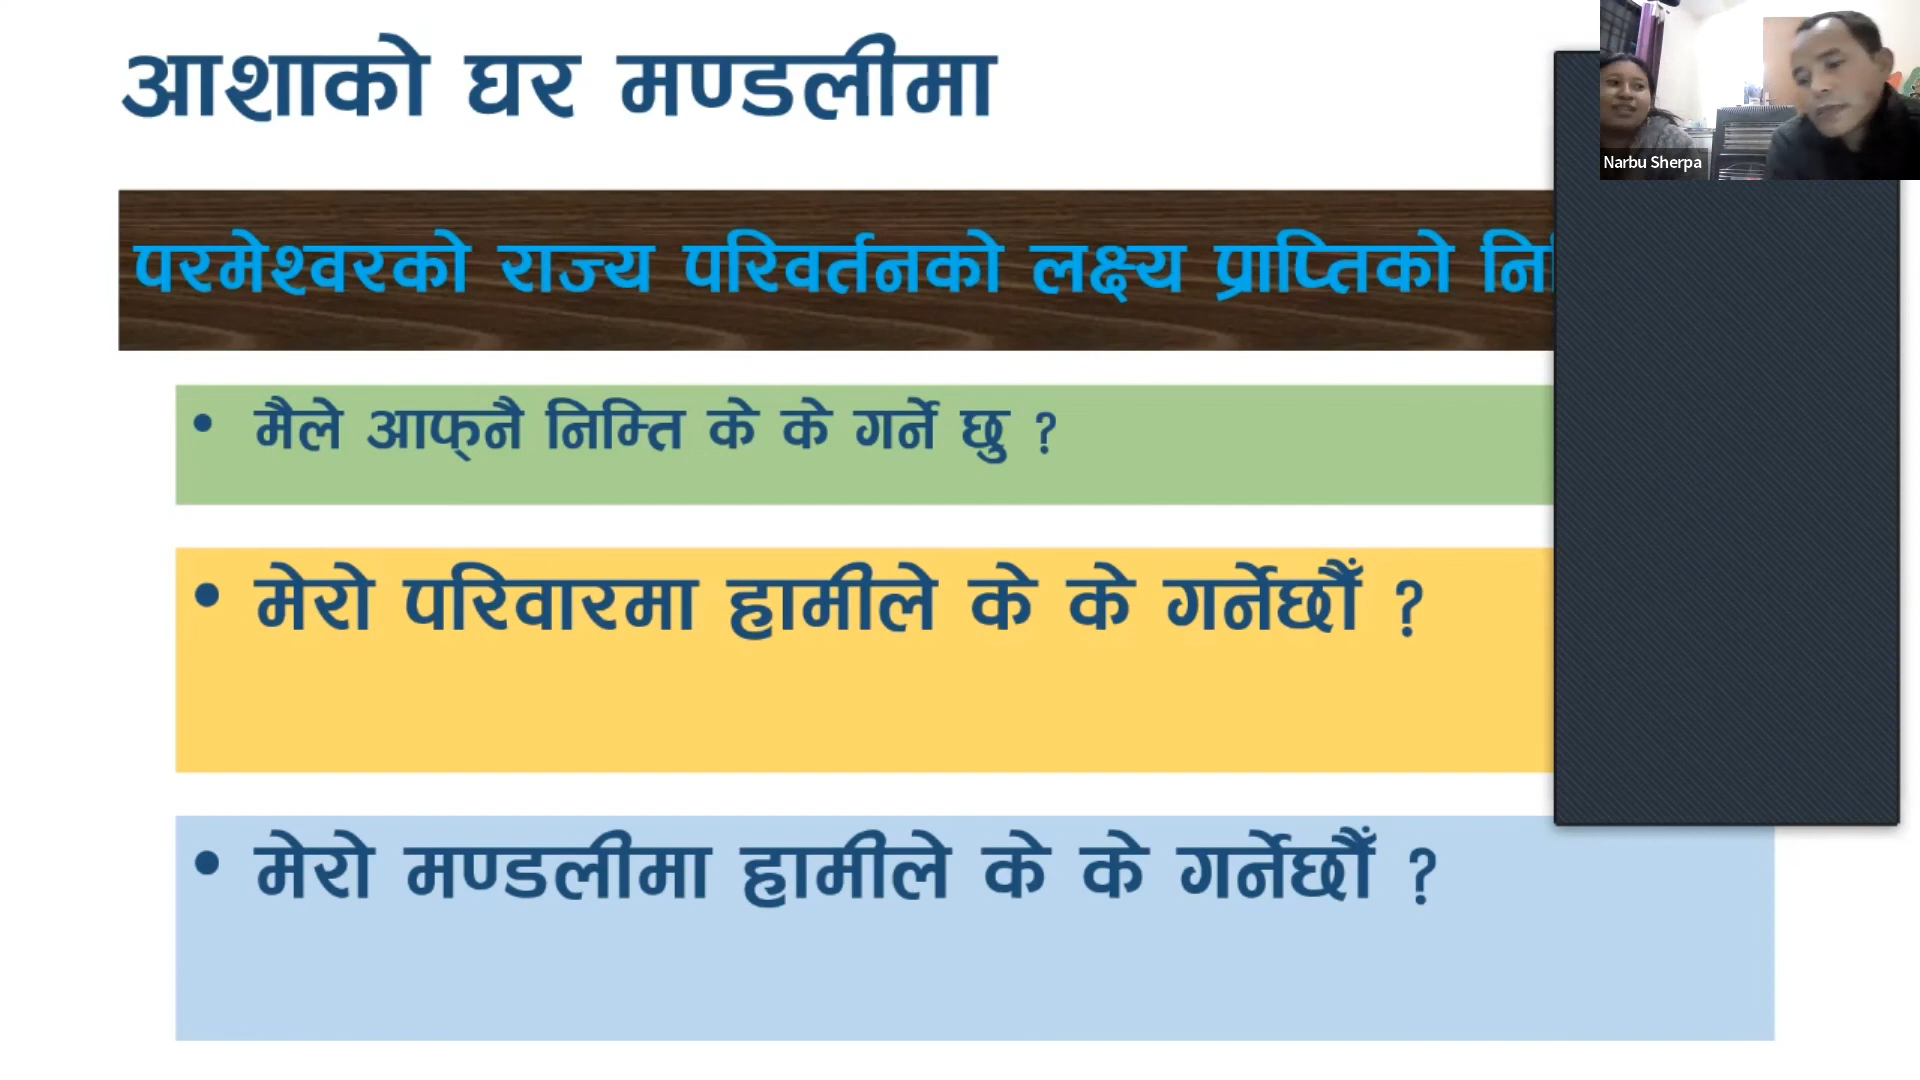 आशाको घर मण्डलीमा
Narbu Sherpa
परमेश्वरको राज्य परिवर्तनको लक्ष्य प्राप्तिको
• मैले आफ्‌नै निम्ति के के गर्ने छु ?
• मेरो परिवारमा हामीले के के गर्नेछौँ ?
• मेरो मण्डलीमा हामीले के के गर्नेछौँ ?